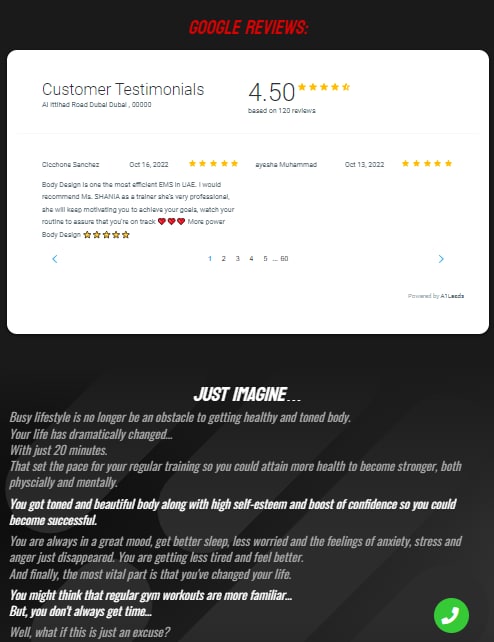 GOOGLE REVIEWS:
Customer Testimonials
Al Ittihad Road Dubai Dubai , 00000
4.50
based on 120 reviews
Cicchone Sanchez Oct 16, 2022
ayesha Muhammad Oct 13, 2022
Body Design is one the most efficient EMS in UAE. I would
recommend Ms. SHANIA as a trainer she's very professional,
she will keep motivating you to achieve your goals, watch your
routine to assure that you're on track ❤❤❤ More power
Body Design ⭐⭐⭐⭐⭐
1 2 3 4 5 ... 60
Powered by A1Leads
JUST IMAGINE...
Busy lifestyle is no longer be an obstacle to getting healthy and toned body.
Your life has dramatically changed...
With just 20 minutes.
That set the pace for your regular training so you could attain more health to become stronger, both
physcially and mentally.
You got toned and beautiful body along with high self-esteem and boost of confidence so you could
become successful.
You are always in a great mood, get better sleep, less worried and the feelings of anxiety, stress and
anger just disappeared. You are getting less tired and feel better.
And finally, the most vital part is that you've changed your life.
You might think that regular gym workouts are more familiar...
But, you don't always get time...
Well, what if this is just an excuse?